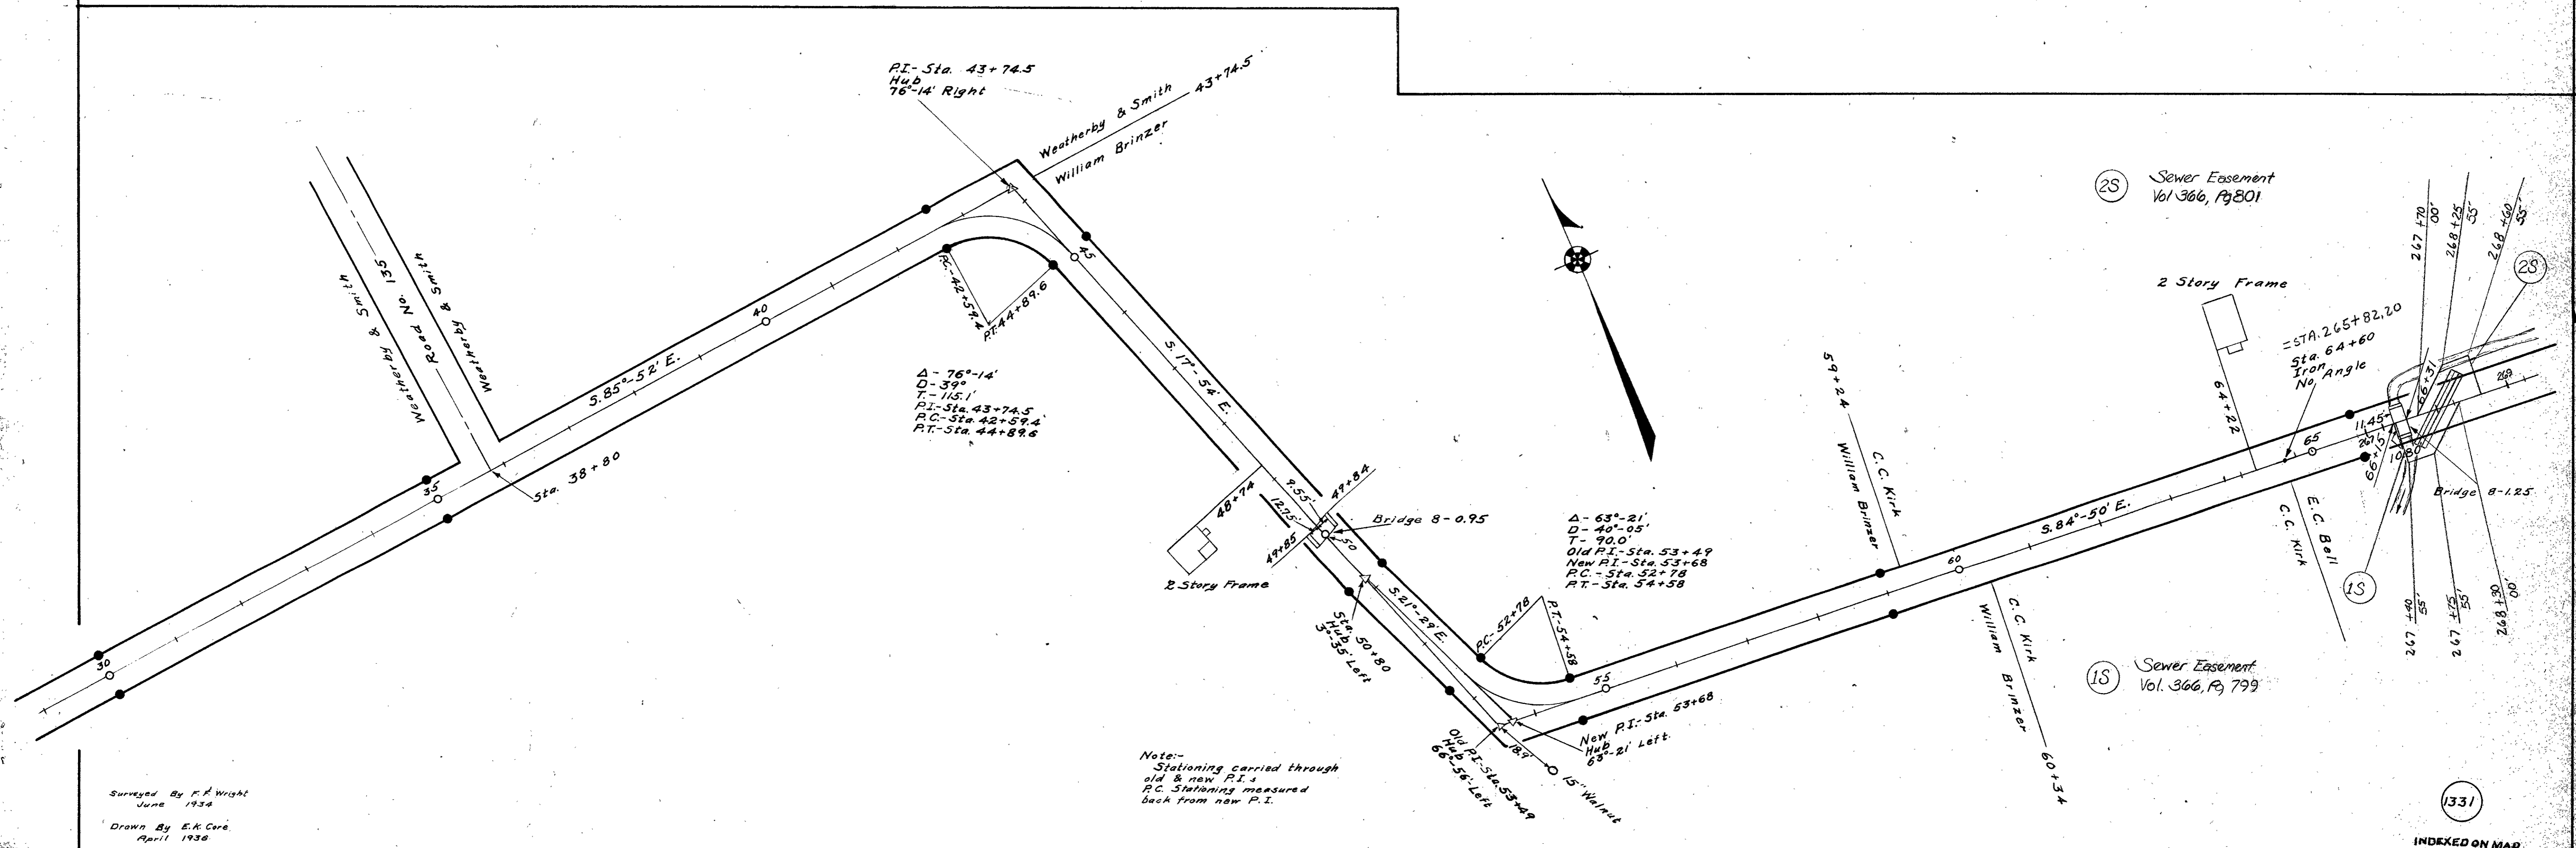 P.I.- Sta. 43+74.5
Hub
76°-14' Right
Weatherby & Smith
43+74.5
William Brinzer
Weatherby & Smith
Road No. 135
Weatherby & Smith
40
45
P.C.-42+59.4
P.T.44+89.6
S.85°-52' E.
Δ - 76°-14'
D - 39°
T. - 115.1'
P.I.-Sta. 43+74.5
P.C.-Sta. 42+59.4
P.T.-Sta. 44+89.6
35
Sta. 38+80
30
S. 17°-54' E.
48+74
12.75'
9.55'
49+84
49+85
50
Bridge 8-0.95
2 Story Frame
Sta. 50+80
Hub
3°-35' Left
S.21°-29' E.
P.C.-52+78
P.T.-54+58
Δ - 63°-21'
D - 40°-05'
T - 90.0'
Old P.I.-Sta. 53+49
New P.I.-Sta. 53+68
P.C.-Sta. 52+78
P.T.-Sta. 54+58
55
Old P.I.-Sta. 53+49
Hub
66°-56' Left
18.9'
15" Walnut
New P.I.-Sta. 53+68
Hub
63°-21' Left
59+24
C.C. Kirk
William Brinzer
60
C.C. Kirk
William Brinzer
60+34
S.84°-50' E.
2S
Sewer Easement
Vol 366, Pg 801
2 Story Frame
64+22
=STA. 265+82.20
Sta. 64+60
Iron
No Angle
65
267+70
00'
268+25
55'
268+60
55'
2S
66+31
11.45'
267
66+15
10.8
269
Bridge 8-1.25
E.C. Bell
C.C. Kirk
1S
267+40
55'
267+75
55'
268+30
00'
1S
Sewer Easement
Vol. 366, Pg 799
Note:-
Stationing carried through
old & new P.I.s
P.C. Stationing measured
back from new P.I.
Surveyed By F.F. Wright
June 1934
Drawn By E.K. Core
April 1936
1331
INDEXED ON MAP